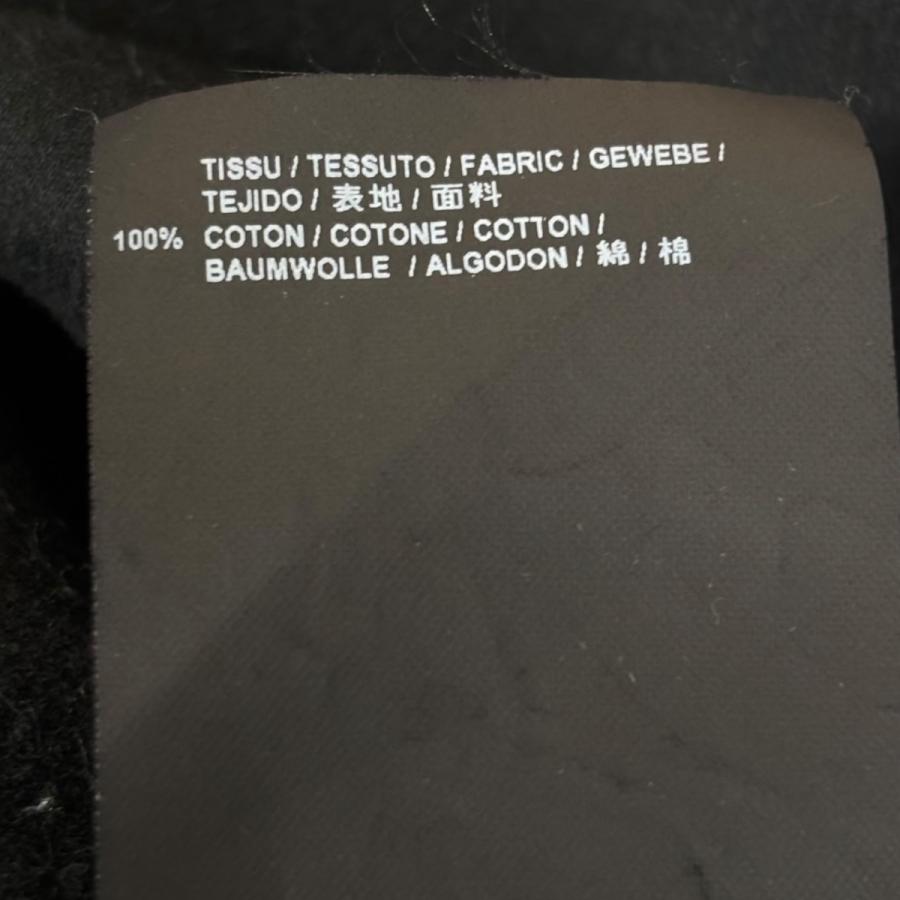 TISSU / TESSUTO / FABRIC / GEWEBE /
TEJIDO / 表地 / 面料
100% COTON / COTONE / COTTON /
BAUMWOLLE / ALGODON / 綿 / 棉